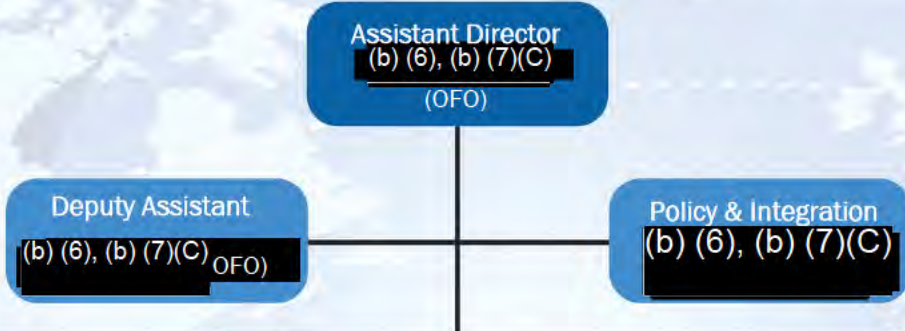 Assistant Director
(b) (6), (b) (7)(C)
(OFO)
Deputy Assistant
(b) (6), (b) (7)(C) OFO)
Policy & Integration
(b) (6), (b) (7)(C)